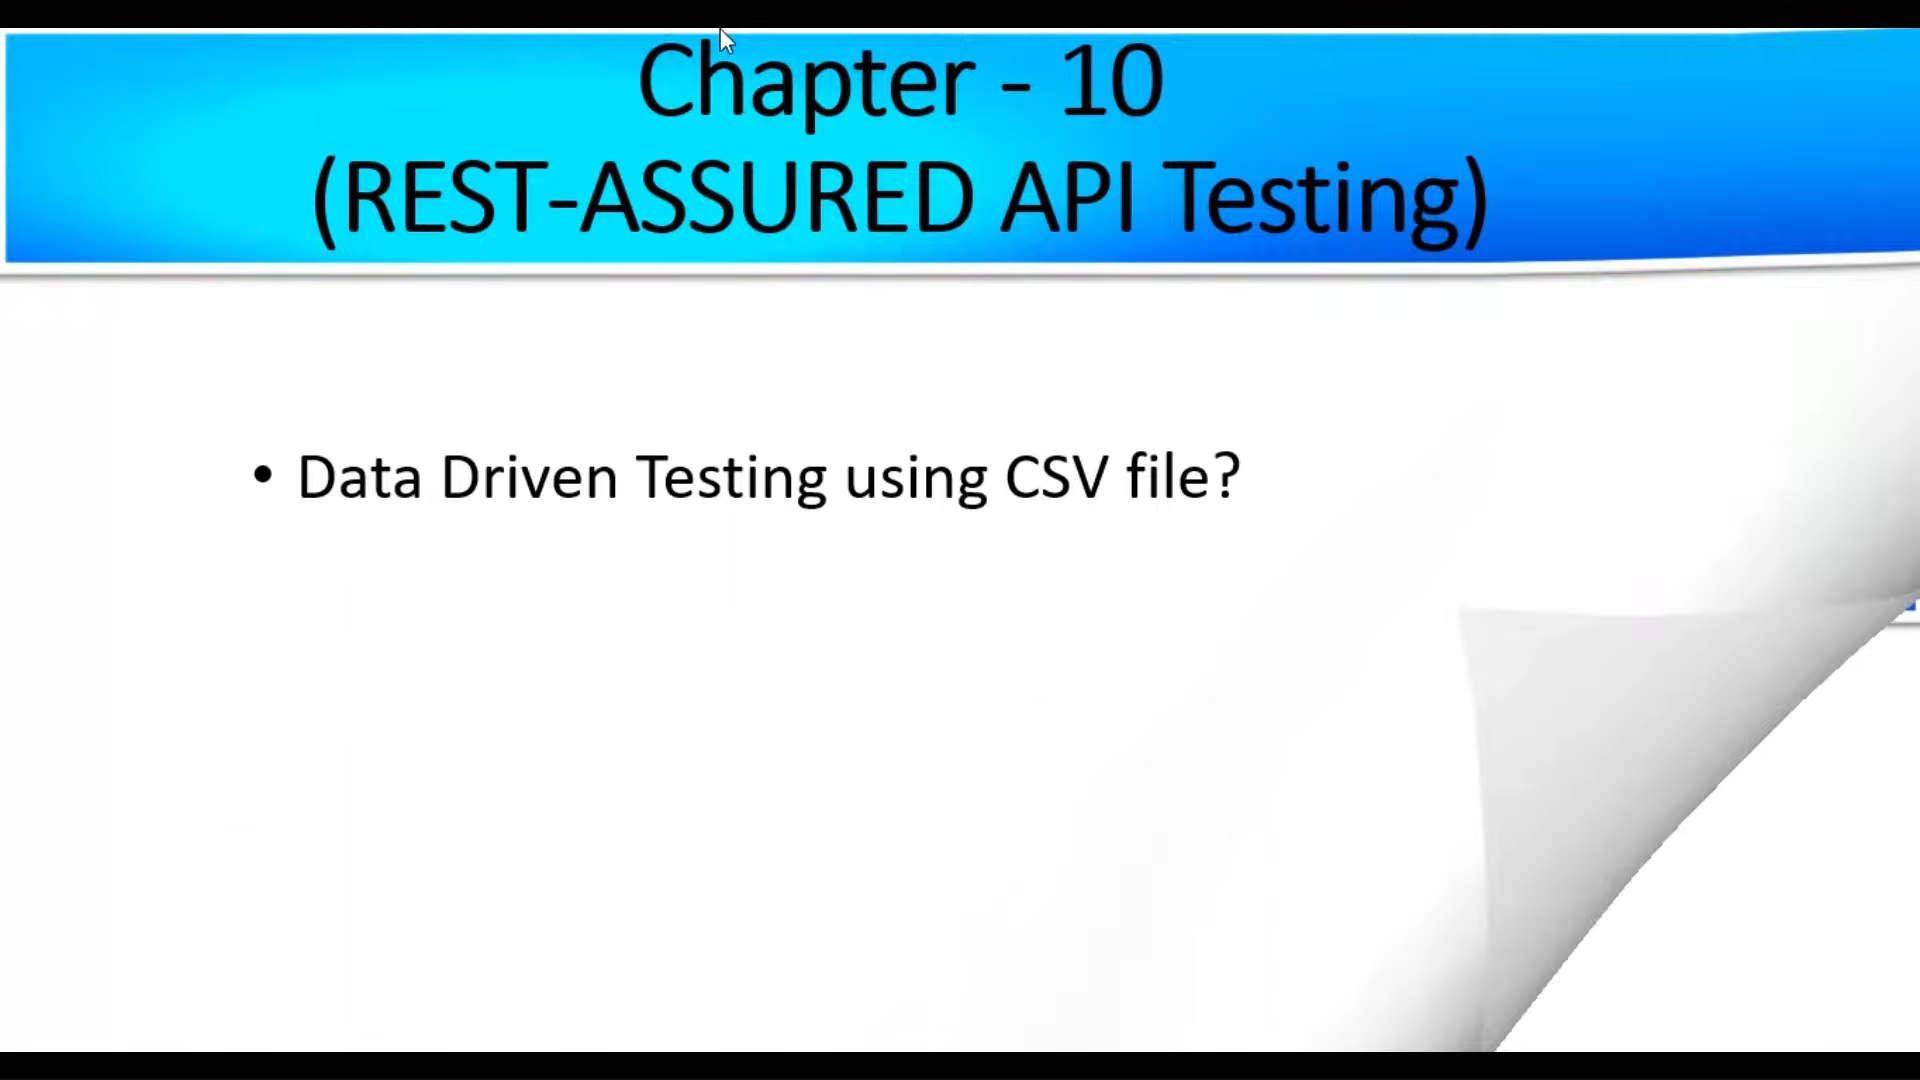 Chapter - 10
(REST-ASSURED API Testing)
• Data Driven Testing using CSV file?